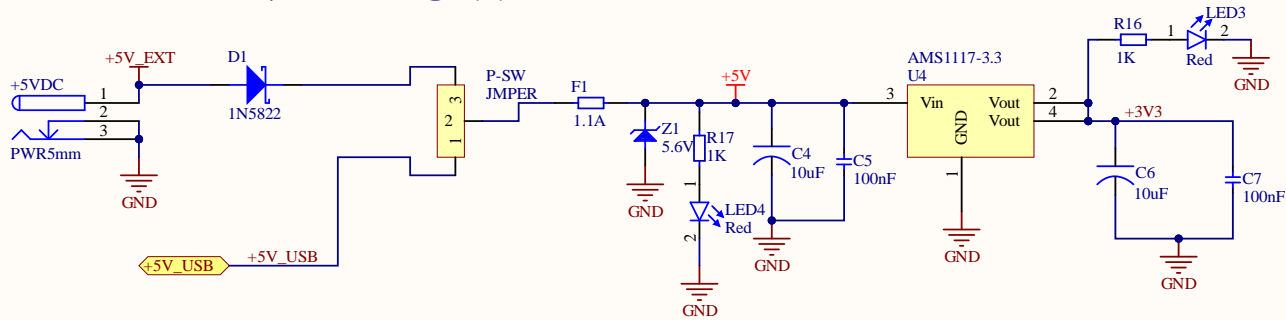 +5V_EXT
+5VDC
1
2
3
PWR5mm
GND
D1
1N5822
3
2
1
P-SW
JMPER
+5V_USB
+5V_USB
F1
1.1A
Z1
5.6V
GND
R17
1K
1
2
LED4
Red
GND
+5V
C4
10uF
GND
C5
100nF
AMS1117-3.3
U4
3
Vin
GND
Vout
Vout
2
4
1
GND
R16
1K
1
2
LED3
Red
GND
+3V3
C6
10uF
C7
100nF
GND